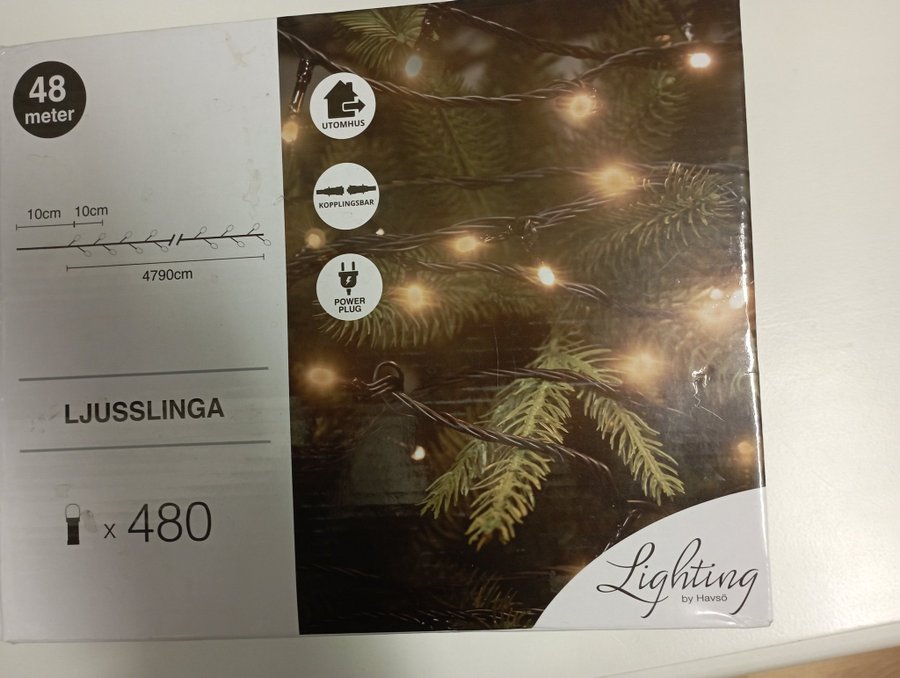 48
meter
10cm 10cm
4790cm
LJUSSLINGA
x 480
UTOMHUS
KOPPLINGSBAR
POWER
PLUG
Lighting
by Havsö